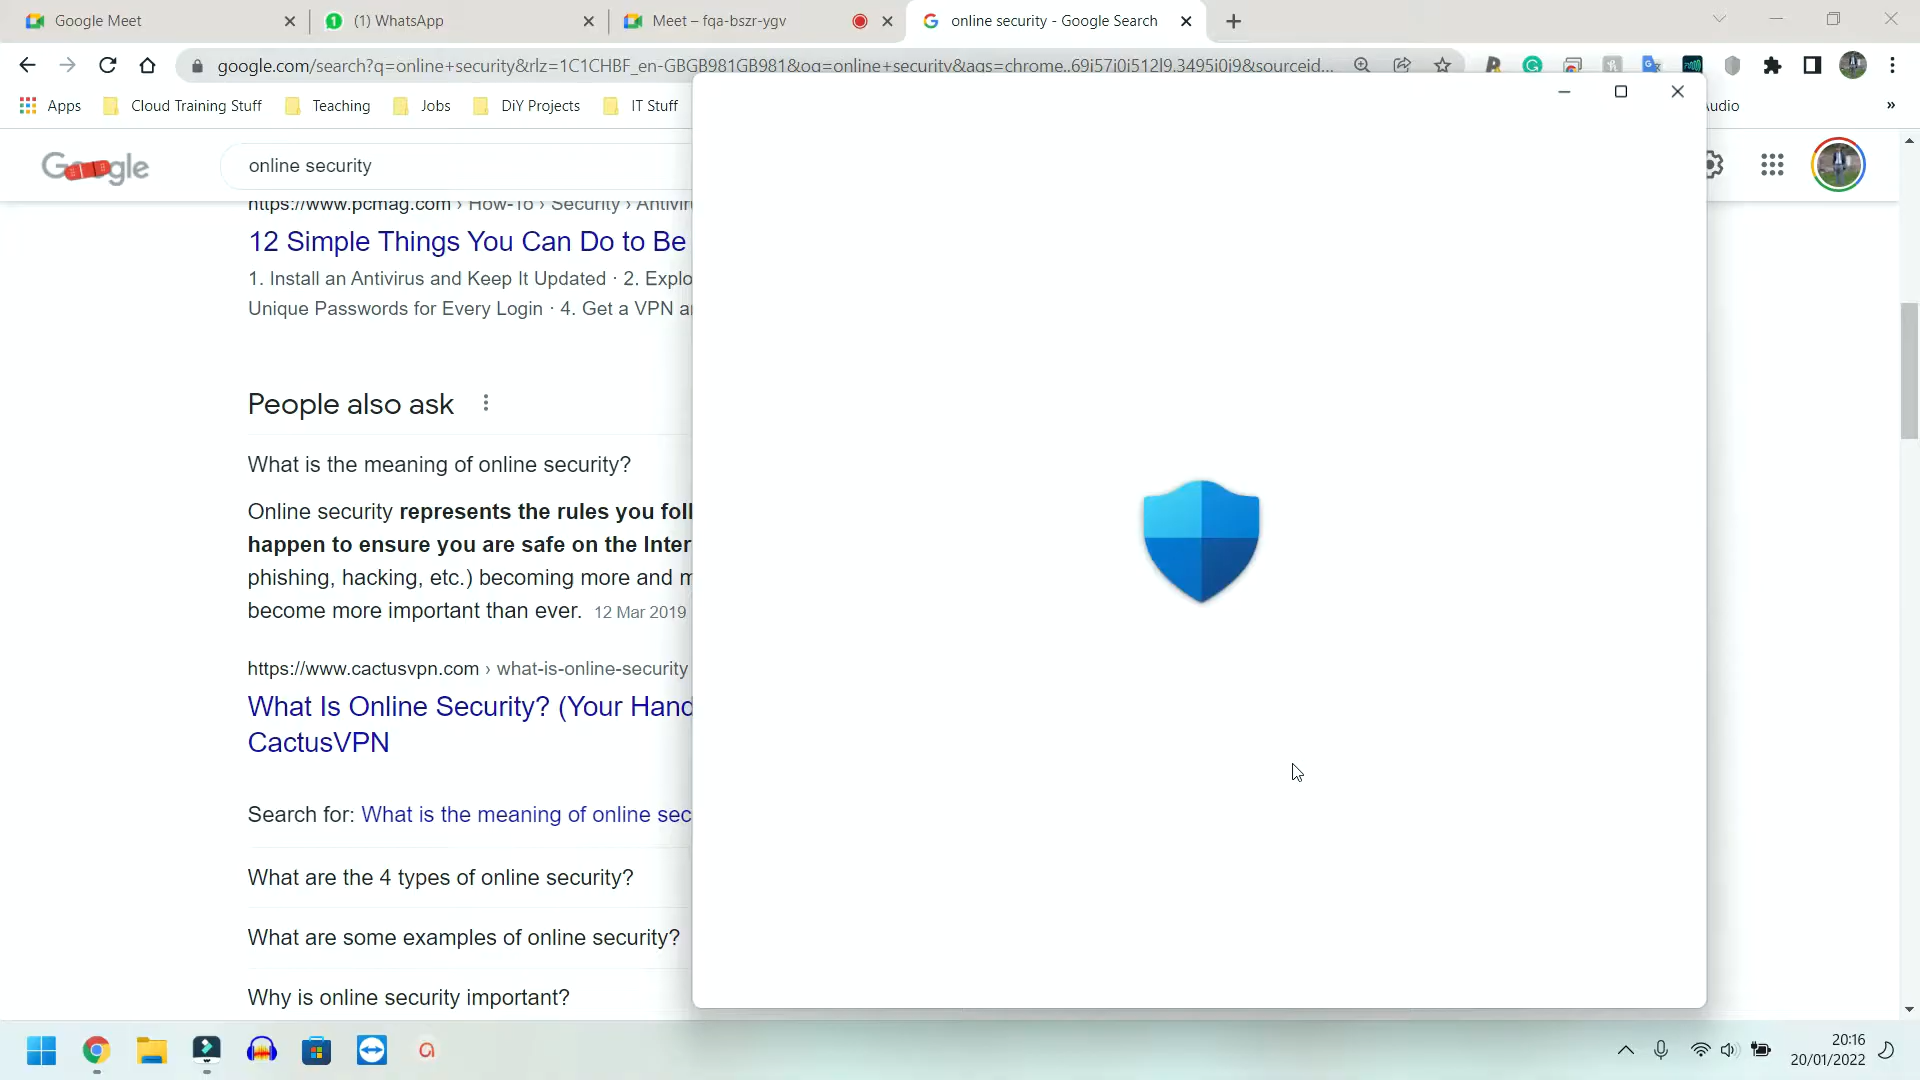 Google Meet
(1) WhatsApp
Meet – fqa-bszr-ygv
online security - Google Search
google.com/search?q=online+security&rlz=1C1CHBF_en-GBGB981GB981&oq=online+security&aqs=chrome..69i57j0i512l9.3495j0j9&sourceid...
Apps
Cloud Training Stuff
Teaching
Jobs
DiY Projects
IT Stuff
Audio
»
Google
online security
https://www.pcmag.com › How-To › Security › Antivir
12 Simple Things You Can Do to Be
1. Install an Antivirus and Keep It Updated · 2. Explo
Unique Passwords for Every Login · 4. Get a VPN a
People also ask
What is the meaning of online security?
Online security represents the rules you foll
happen to ensure you are safe on the Inter
phishing, hacking, etc.) becoming more and m
become more important than ever. 12 Mar 2019
https://www.cactusvpn.com › what-is-online-security
What Is Online Security? (Your Hand
CactusVPN
Search for: What is the meaning of online sec
What are the 4 types of online security?
What are some examples of online security?
Why is online security important?
20:16
20/01/2022